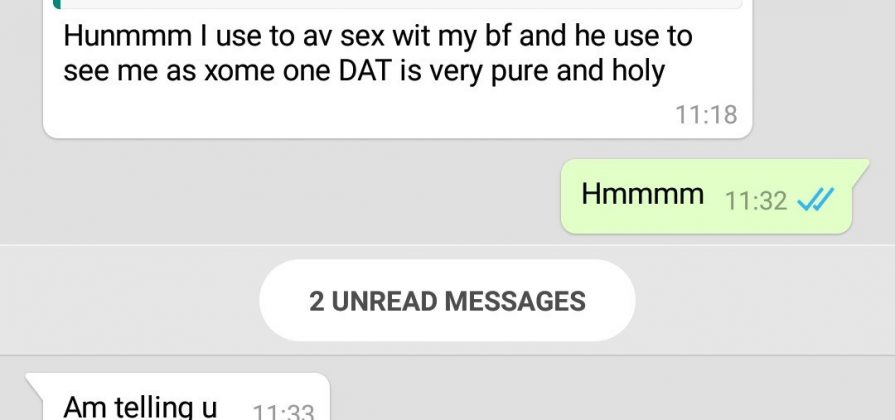 Hunmmm I use to av sex wit my bf and he use to
see me as xome one DAT is very pure and holy
11:18
Hmmmm 11:32
2 UNREAD MESSAGES
Am telling u 11:33